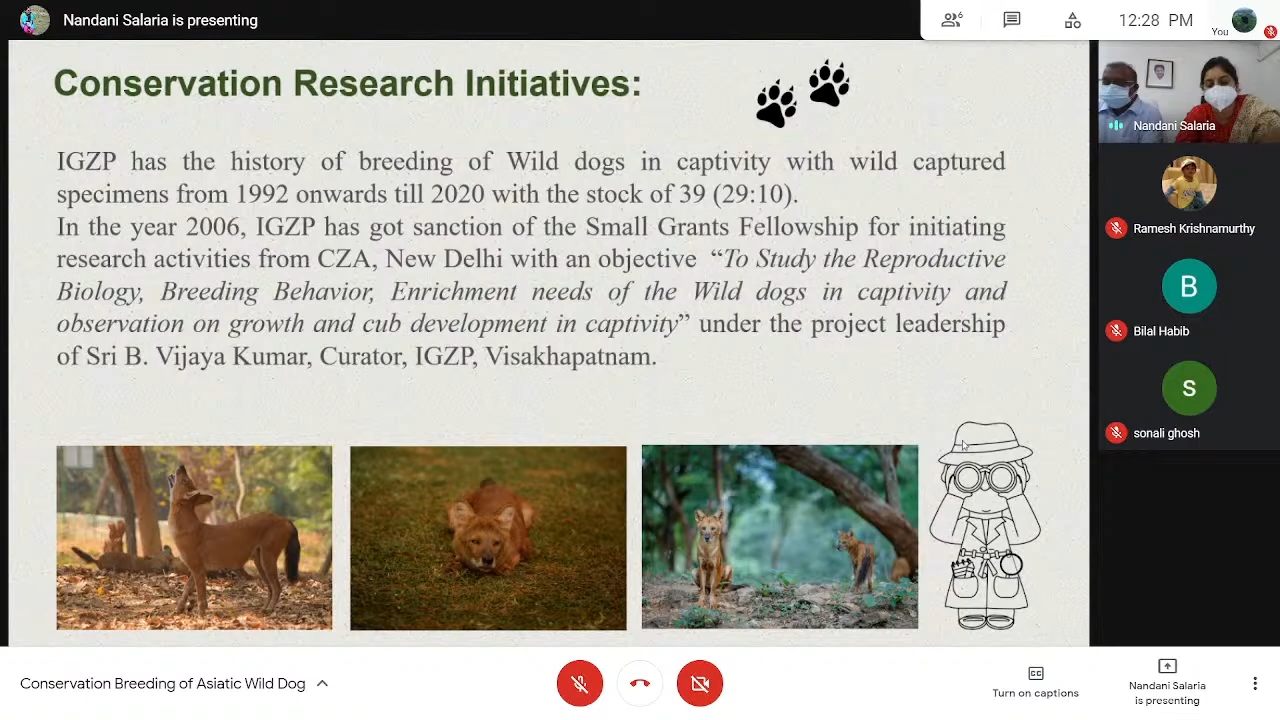 Nandani Salaria is presenting
6
12:28 PM
You
Conservation Research Initiatives:
IGZP has the history of breeding of Wild dogs in captivity with wild captured
specimens from 1992 onwards till 2020 with the stock of 39 (29:10).
In the year 2006, IGZP has got sanction of the Small Grants Fellowship for initiating
research activities from CZA, New Delhi with an objective “To Study the Reproductive
Biology, Breeding Behavior, Enrichment needs of the Wild dogs in captivity and
observation on growth and cub development in captivity” under the project leadership
of Sri B. Vijaya Kumar, Curator, IGZP, Visakhapatnam.
Nandani Salaria
Ramesh Krishnamurthy
B
Bilal Habib
s
sonali ghosh
Conservation Breeding of Asiatic Wild Dog
CC
Turn on captions
Nandani Salaria
is presenting